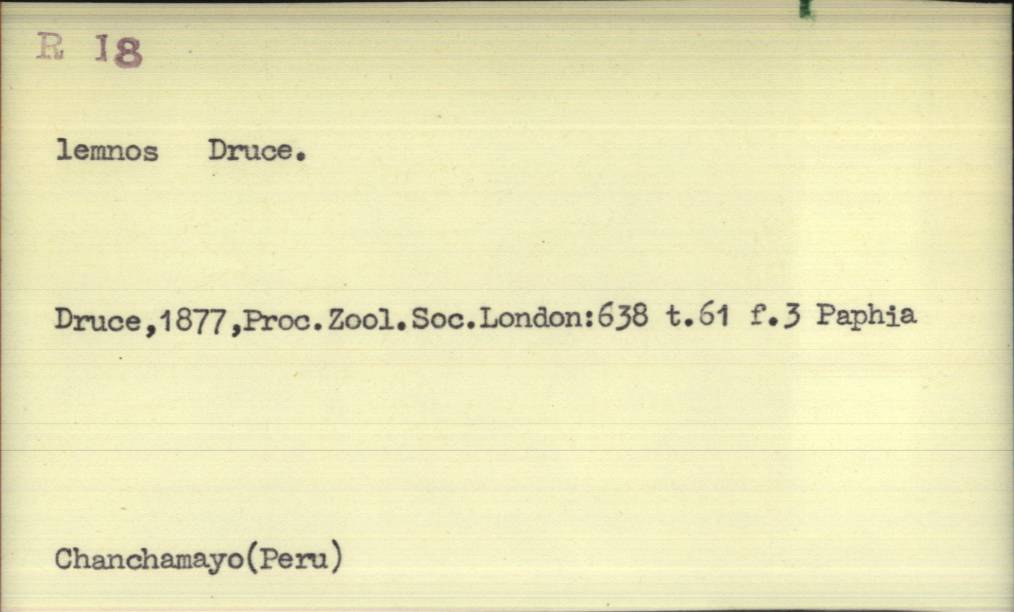 R 18
lemnos Druce.
Druce,1877,Proc.Zool.Soc.London:638 t.61 f.3 Paphia
Chanchamayo(Peru)